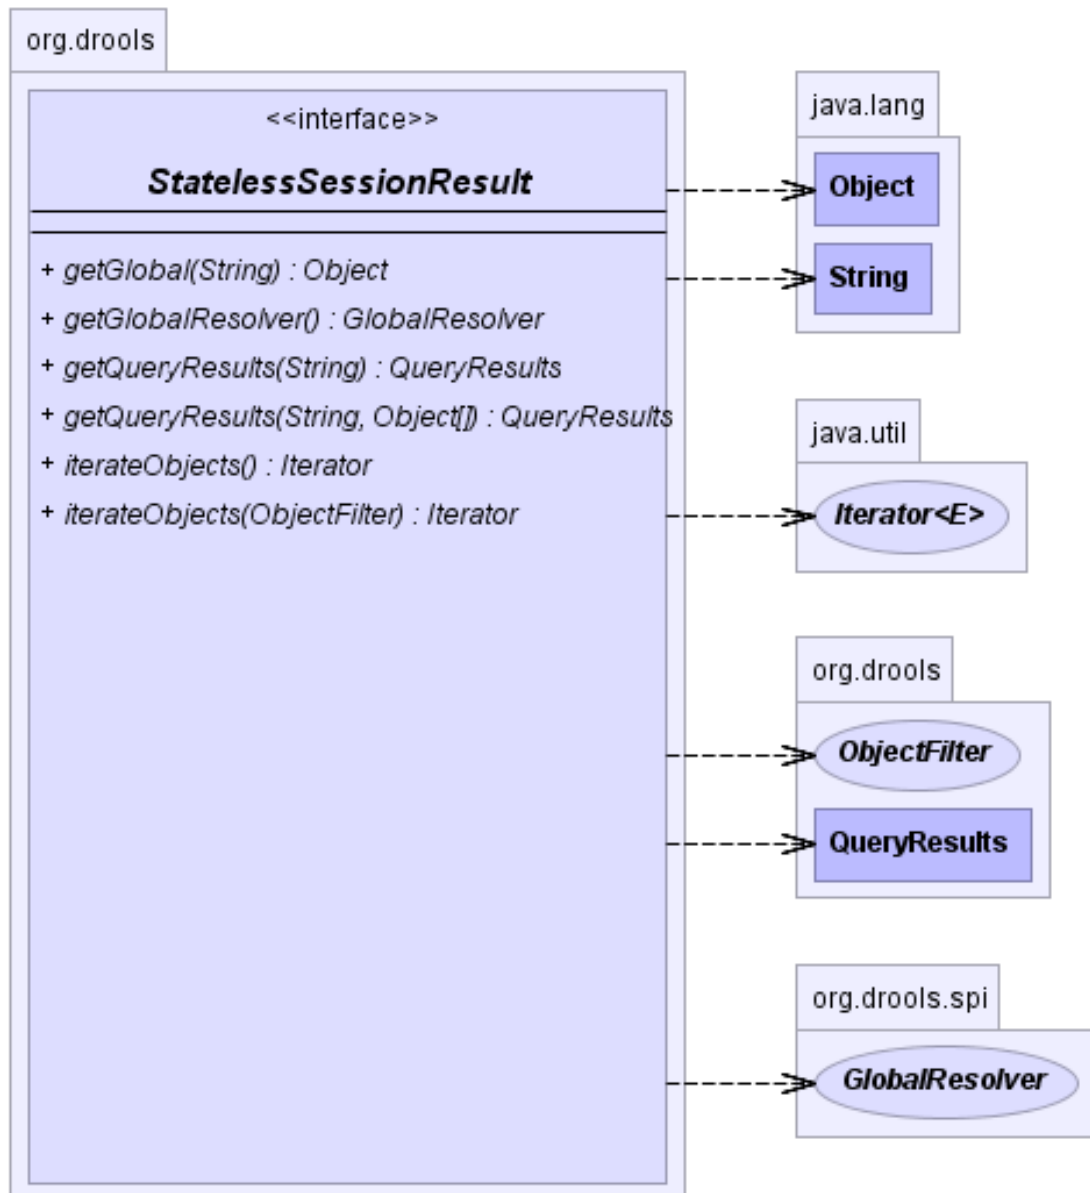 org.drools
<<interface>>
StatelessSessionResult
+ getGlobal(String) : Object
+ getGlobalResolver() : GlobalResolver
+ getQueryResults(String) : QueryResults
+ getQueryResults(String, Object[]) : QueryResults
+ iterateObjects() : Iterator
+ iterateObjects(ObjectFilter) : Iterator
java.lang
Object
String
java.util
Iterator<E>
org.drools
ObjectFilter
QueryResults
org.drools.spi
GlobalResolver